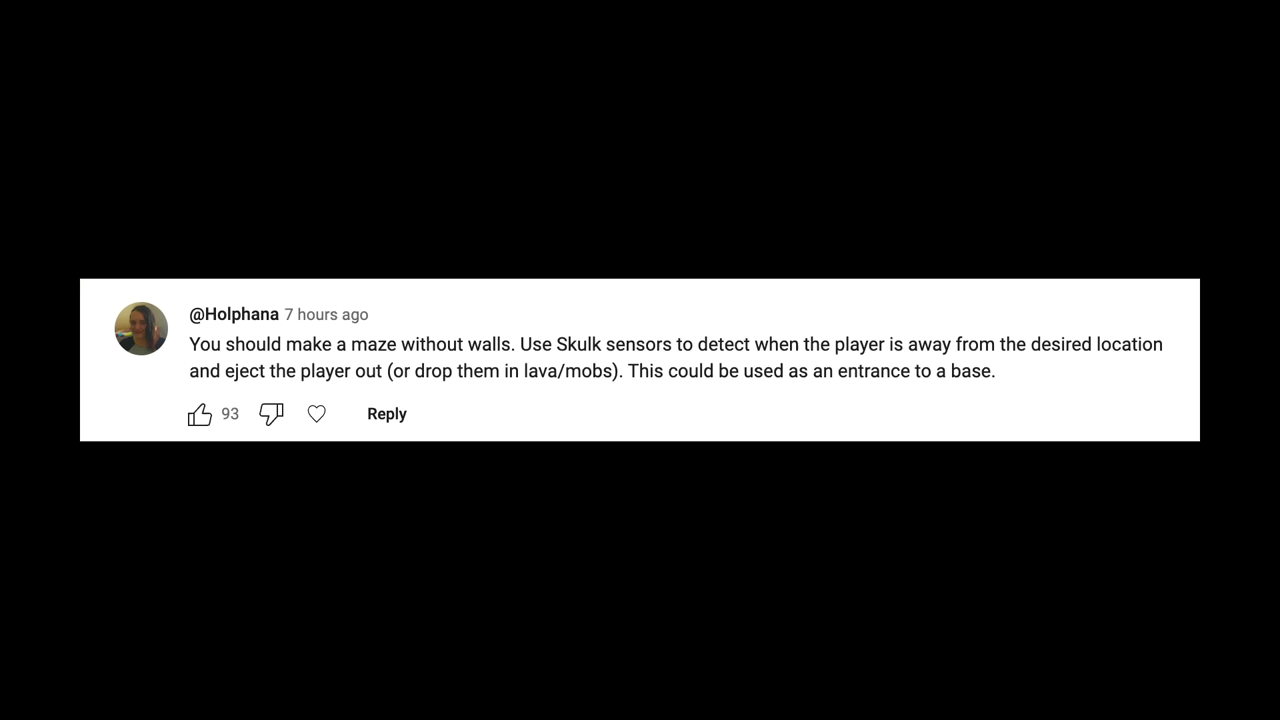 @Holphana 7 hours ago
You should make a maze without walls. Use Skulk sensors to detect when the player is away from the desired location
and eject the player out (or drop them in lava/mobs). This could be used as an entrance to a base.
93 Reply